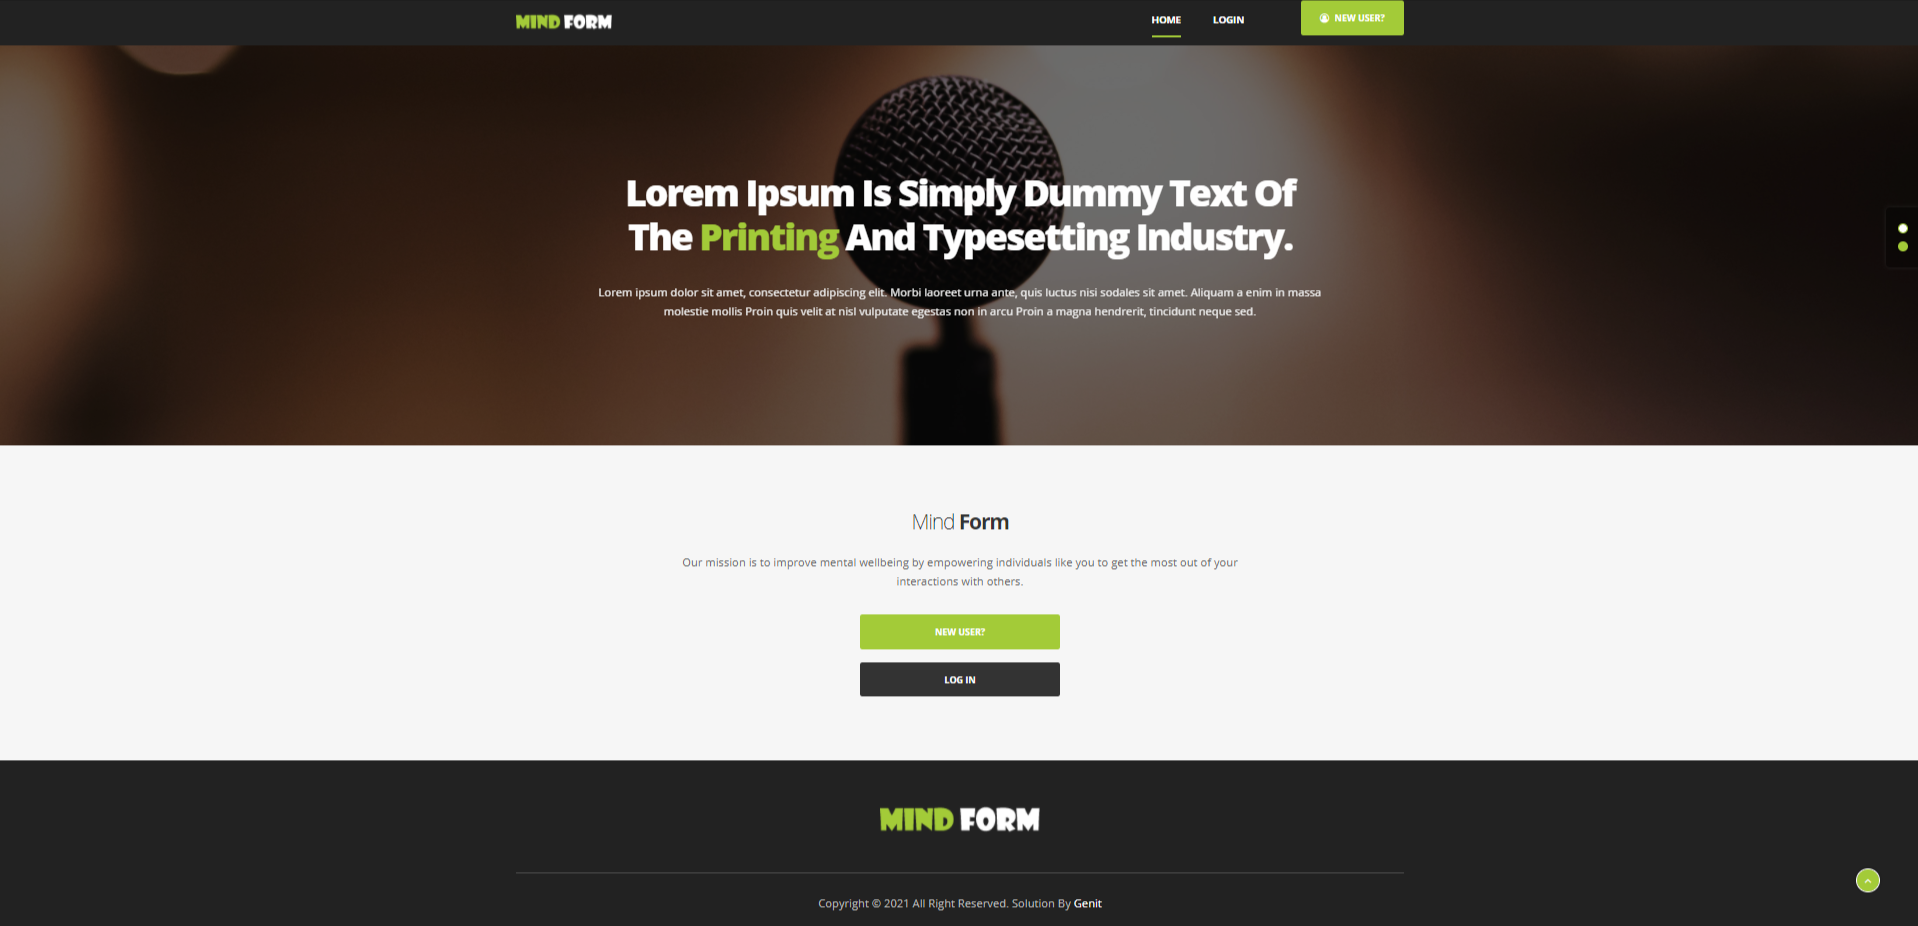 MIND FORM
HOME
LOGIN
NEW USER?
Lorem Ipsum Is Simply Dummy Text Of
The Printing And Typesetting Industry.
Lorem ipsum dolor sit amet, consectetur adipiscing elit. Morbi laoreet urna ante, quis luctus nisi sodales sit amet. Aliquam a enim in massa
molestie mollis Proin quis velit at nisl vulputate egestas non in arcu Proin a magna hendrerit, tincidunt neque sed.
Mind Form
Our mission is to improve mental wellbeing by empowering individuals like you to get the most out of your
interactions with others.
NEW USER?
LOG IN
MIND FORM
Copyright © 2021 All Right Reserved. Solution By Genit